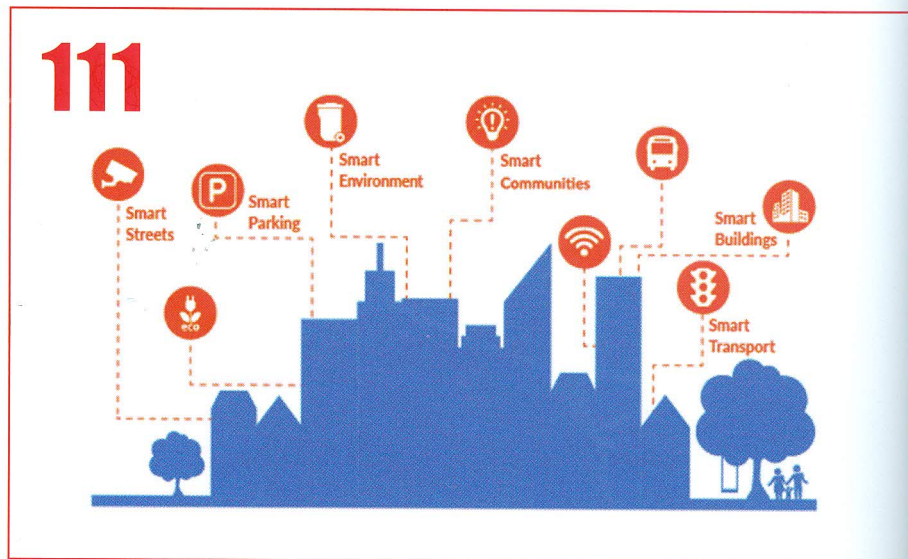 111
Smart
Streets
P
Smart
Parking
Smart
Environment
Smart
Communities
Smart
Buildings
eco
Smart
Transport